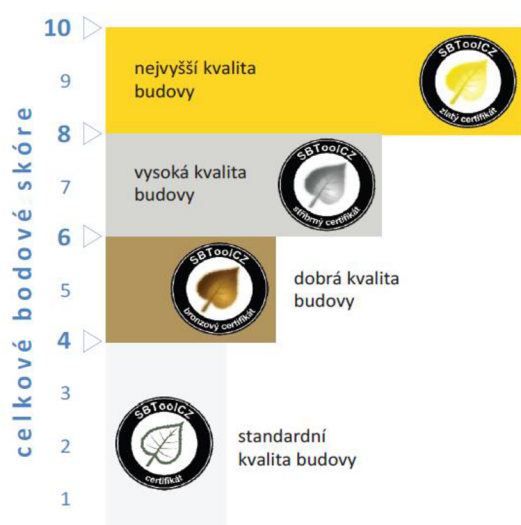 celkové bodové skóre
10
9
8
7
6
5
4
3
2
1
nejvyšší kvalita
budovy
SBToolCZ
zlatý certifikát
vysoká kvalita
budovy
SBToolCZ
stříbrný certifikát
SBToolCZ
bronzový certifikát
dobrá kvalita
budovy
SBToolCZ
certifikát
standardní
kvalita budovy